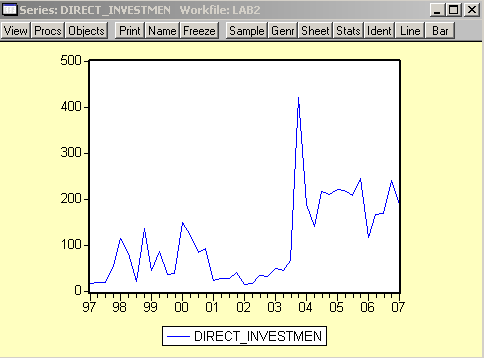 Series: DIRECT_INVESTMEN Workfile: LAB2
View Procs Objects Print Name Freeze Sample Genr Sheet Stats Ident Line Bar
500
400
300
200
100
0
97 98 99 00 01 02 03 04 05 06 07
DIRECT_INVESTMEN